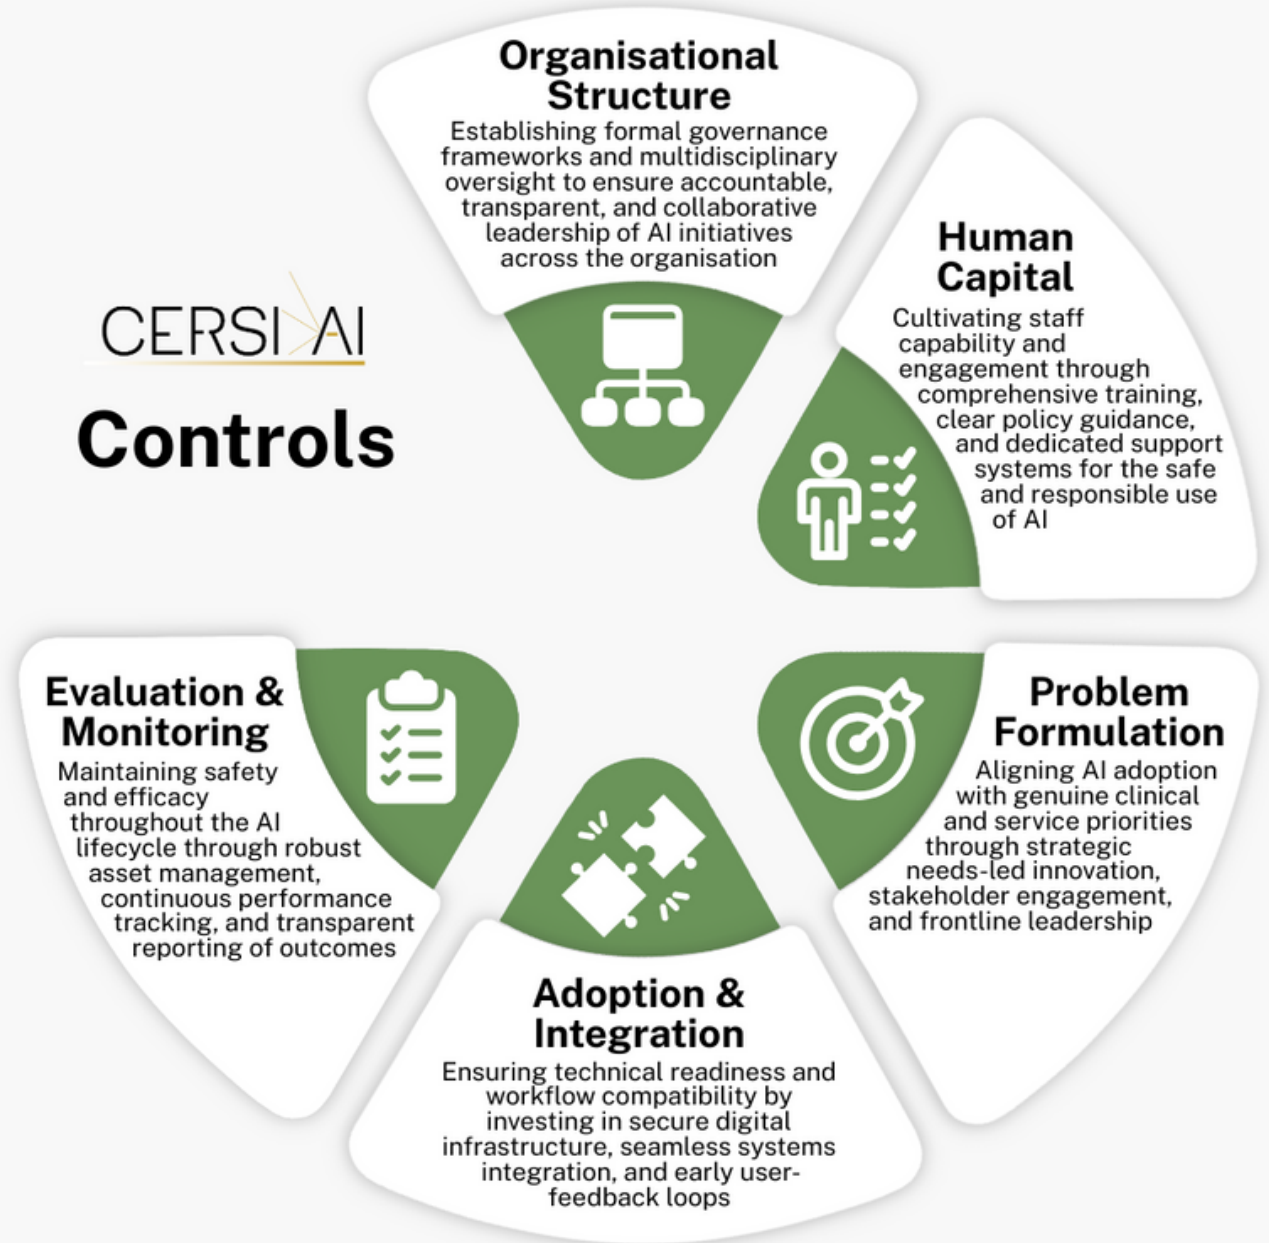 CERSI AI
Controls
Organisational
Structure
Establishing formal governance
frameworks and multidisciplinary
oversight to ensure accountable,
transparent, and collaborative
leadership of AI initiatives
across the organisation
Human
Capital
Cultivating staff
capability and
engagement through
comprehensive training,
clear policy guidance,
and dedicated support
systems for the safe
and responsible use
of AI
Problem
Formulation
Aligning AI adoption
with genuine clinical
and service priorities
through strategic
needs-led innovation,
stakeholder engagement,
and frontline leadership
Adoption &
Integration
Ensuring technical readiness and
workflow compatibility by
investing in secure digital
infrastructure, seamless systems
integration, and early user-
feedback loops
Evaluation &
Monitoring
Maintaining safety
and efficacy
throughout the AI
lifecycle through robust
asset management,
continuous performance
tracking, and transparent
reporting of outcomes